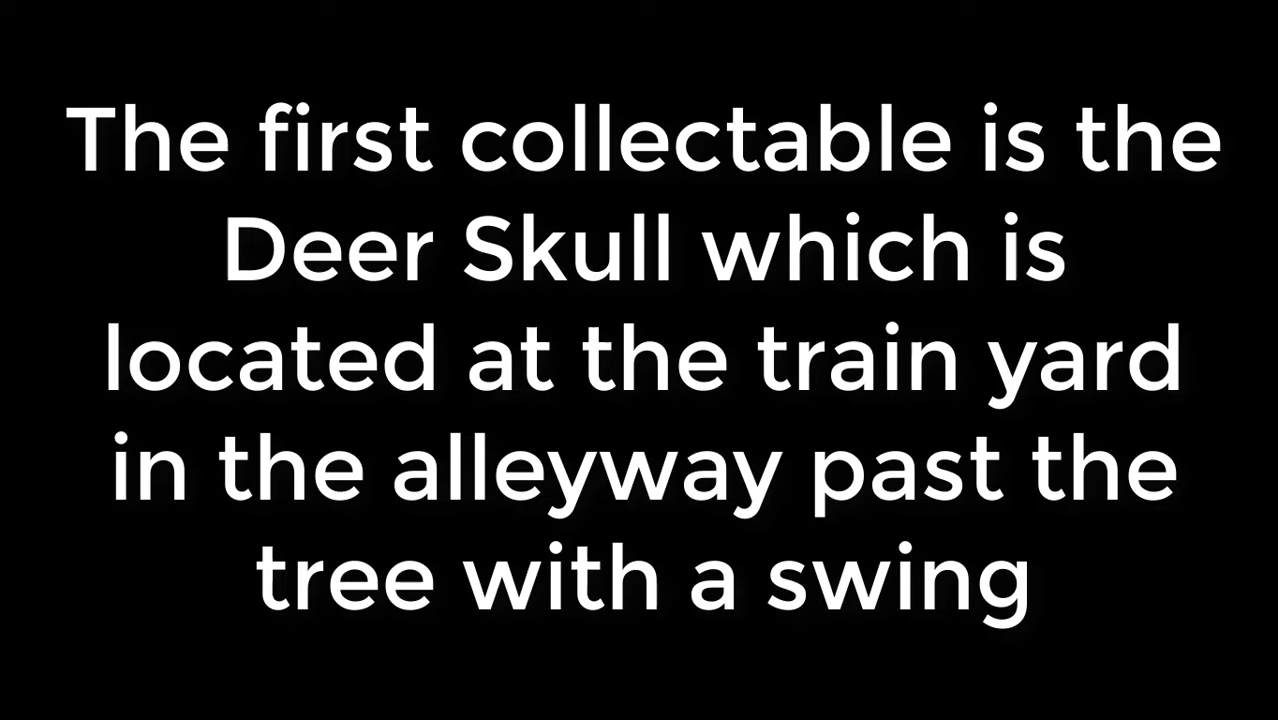 The first collectable is the
Deer Skull which is
located at the train yard
in the alleyway past the
tree with a swing